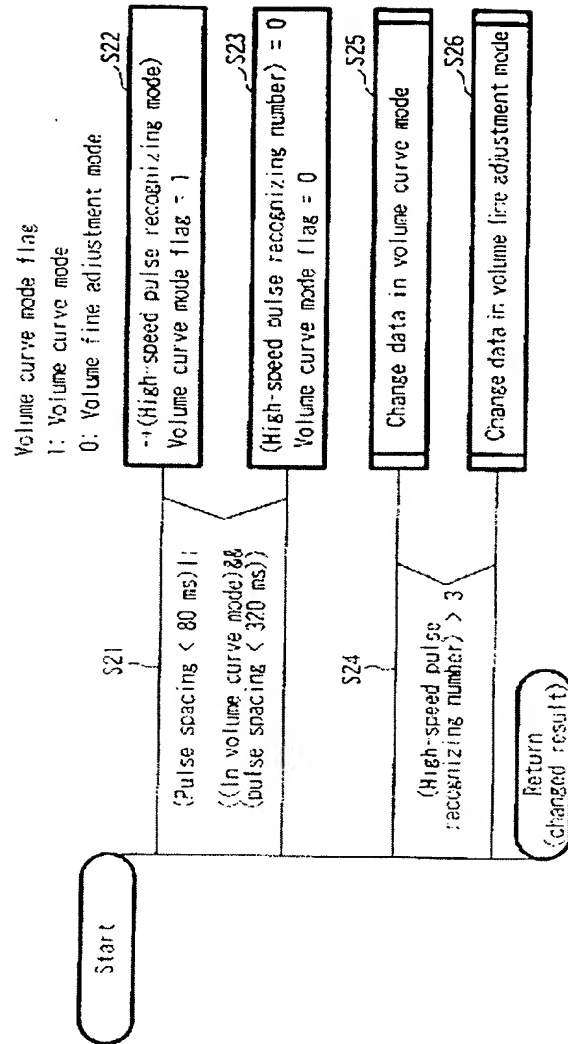 Start
Volume curve mode flag
1: Volume curve mode
0: Volume fine adjustment mode
S21
(Pulse spacing < 80 ms)||
((In volume curve mode)&&
(pulse spacing < 320 ms))
S22
(High-speed pulse recognizing mode)
Volume curve mode flag = 1
S23
(High-speed pulse recognizing number) = 0
Volume curve mode flag = 0
S24
(High-speed pulse
recognizing number) > 3
S25
Change data in volume curve mode
S26
Change data in volume fine adjustment mode
Return
(changed result)